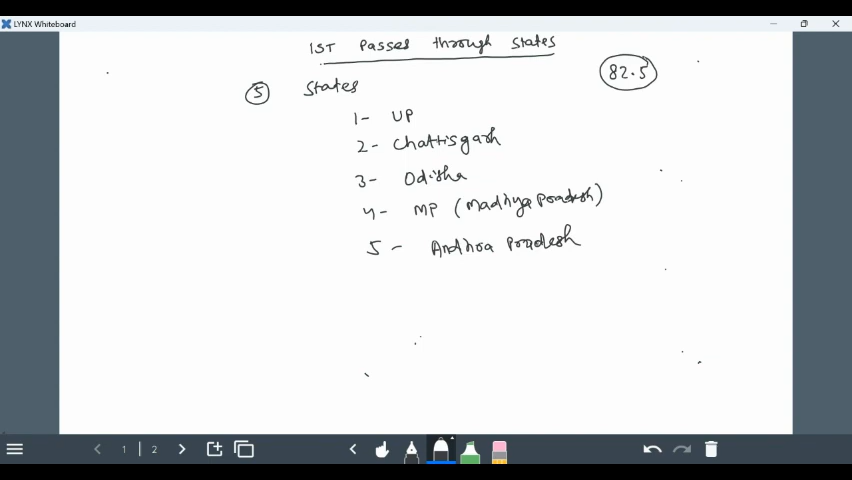 LYNX Whiteboard
IST Passes through States
82.5
5 States
1- UP
2- Chattisgarh
3- Odisha
4- MP (Madhya Pradesh)
5- Andhra Pradesh
1 | 2